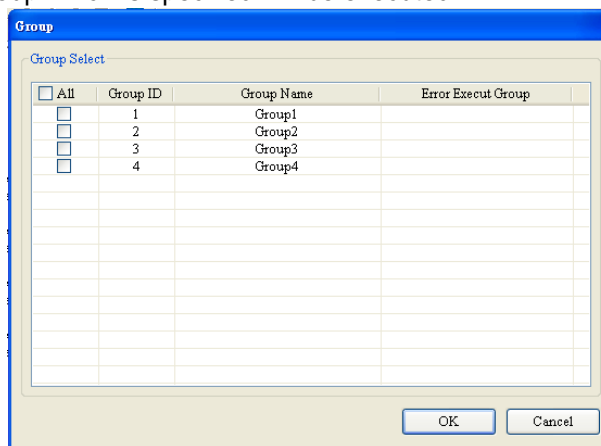 Group
Group Select
All Group ID Group Name Error Execut Group
1 Group1
2 Group2
3 Group3
4 Group4
OK Cancel